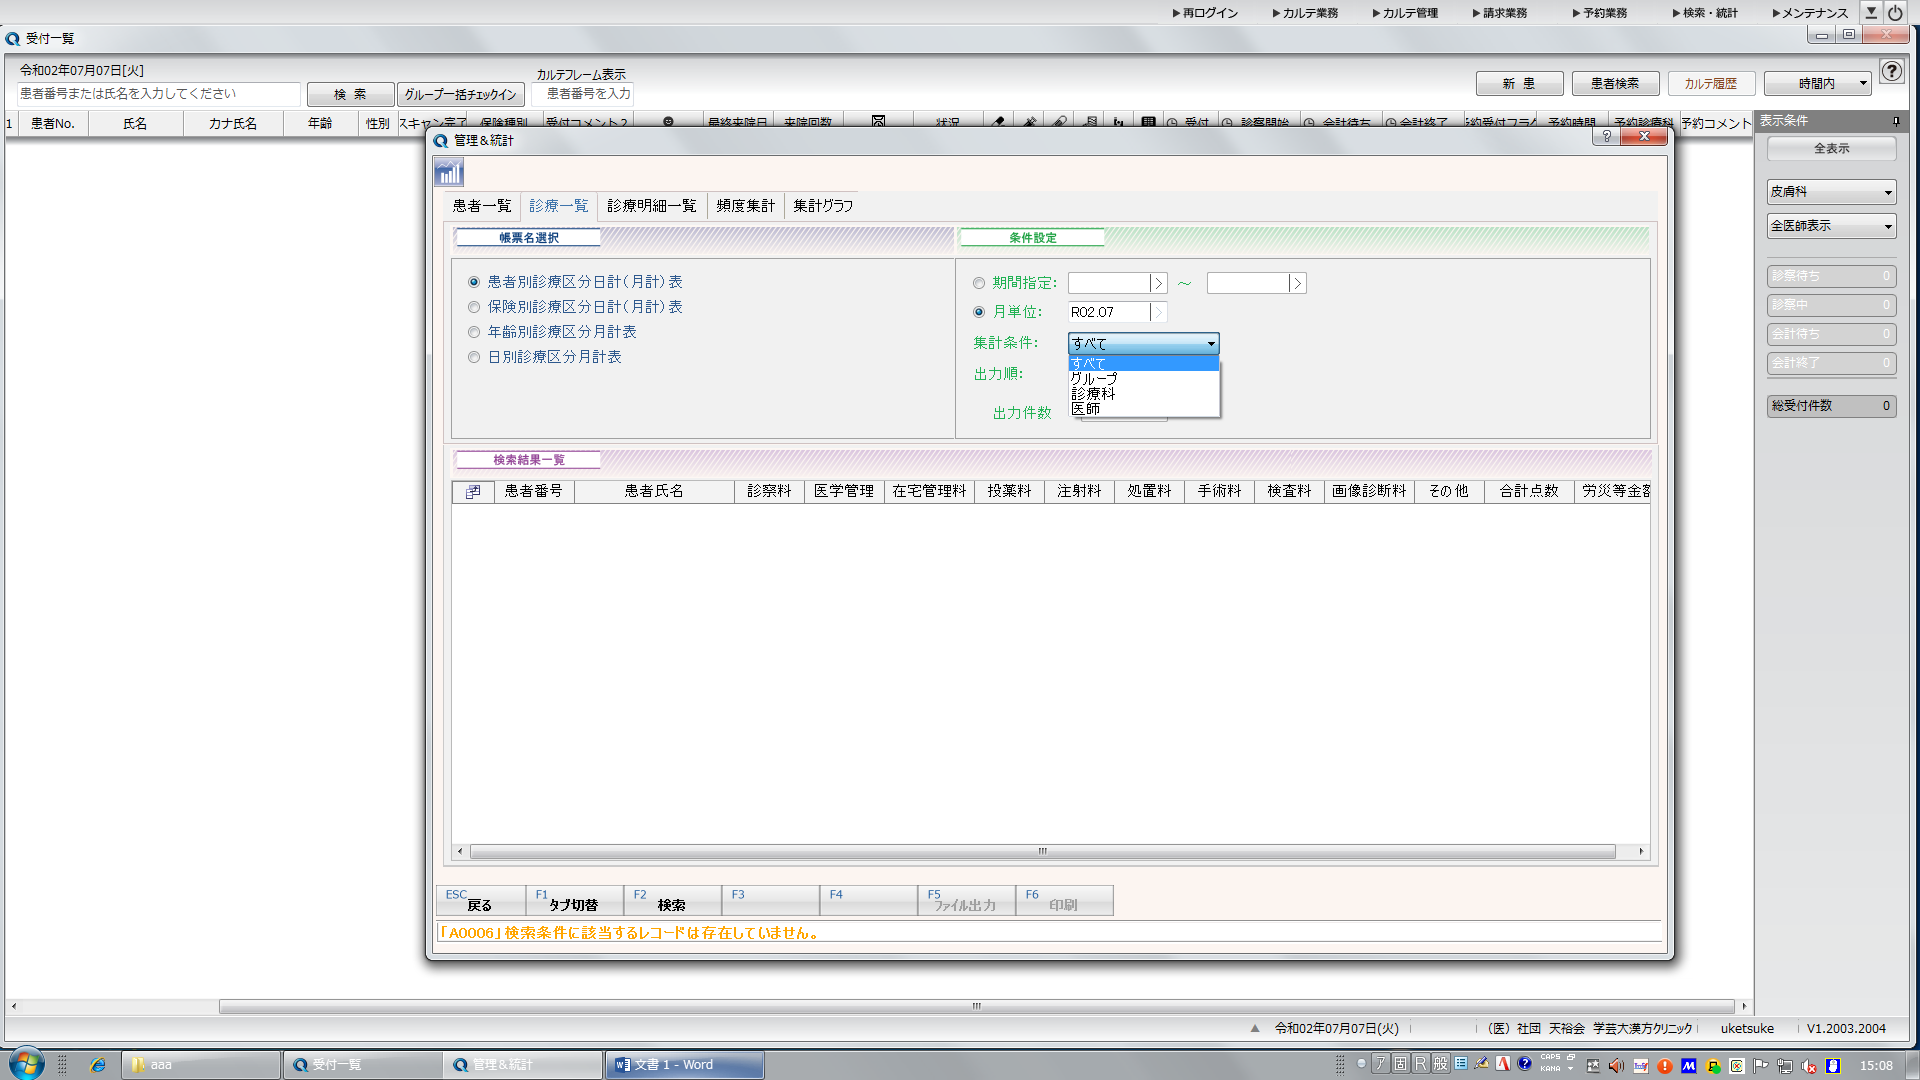 ▶再ログイン ▶カルテ業務 ▶カルテ管理 ▶請求業務 ▶予約業務 ▶検索・統計 ▶メンテナンス
受付一覧
令和02年07月07日[火]
カルテフレーム表示
患者番号または氏名を入力してください 検 索 グループ一括チェックイン 患者番号を入力
新 患 患者検索 カルテ履歴 時間内
1 患者No. 氏名 カナ氏名 年齢 性別 スキャン完了 保険種別 受付コメント2 最終来院日 来院回数 状況 受付 診察開始 会計待ち 会計終了 予約時間 予約診療科 予約コメント
表示条件
全表示
皮膚科
全医師表示
診察待ち 0
診察中 0
会計待ち 0
会計終了 0
総受付件数 0
管理&統計
患者一覧 診療一覧 診療明細一覧 頻度集計 集計グラフ
帳票名選択
患者別診療区分日計(月計)表
保険別診療区分日計(月計)表
年齢別診療区分月計表
日別診療区分月計表
条件設定
期間指定: ～
月単位: R02.07
集計条件: すべて
すべて
グループ
診療科
医師
出力順:
出力件数
検索結果一覧
患者番号 患者氏名 診察料 医学管理 在宅管理料 投薬料 注射料 処置料 手術料 検査料 画像診断料 その他 合計点数 労災等金額
ESC 戻る F1 タブ切替 F2 検索 F3 F4 F5 ファイル出力 F6 印刷
「A0006」検索条件に該当するレコードは存在していません。
令和02年07月07日(火) (医)社団 天裕会 学芸大漢方クリニック uketsuke V1.2003.2004
aaa 受付一覧 管理&統計 文書 1 - Word
ア 固 R 般 CAPS KANA 15:08